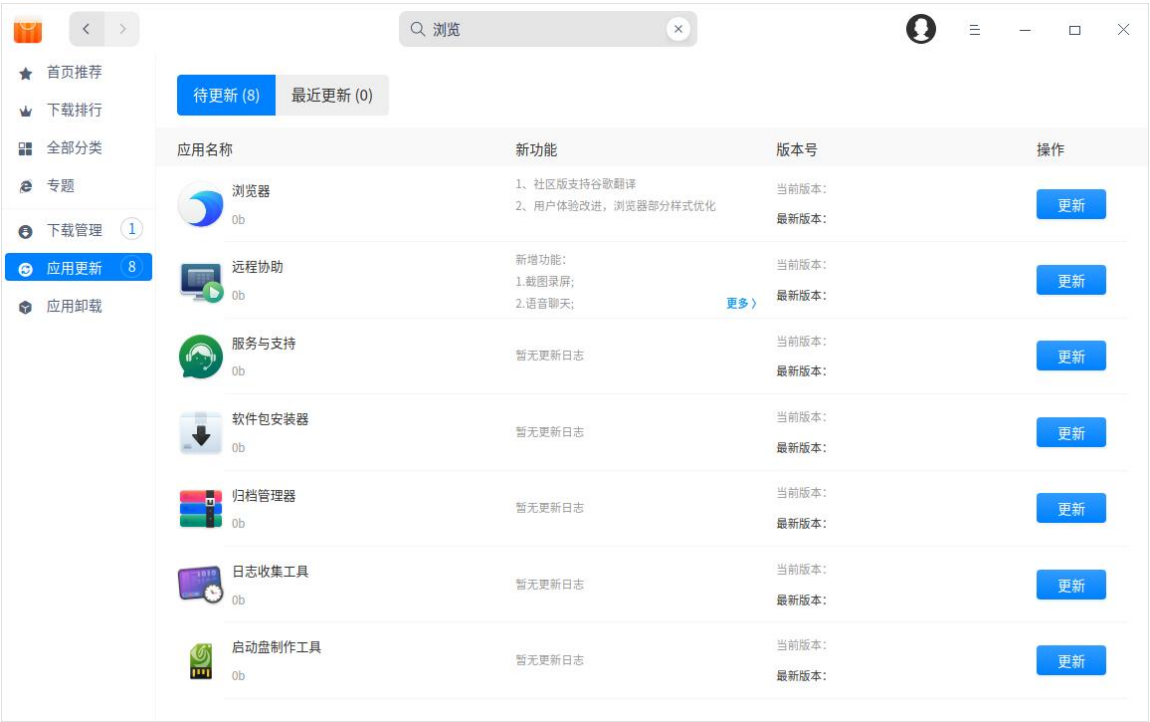 浏览
首页推荐
下载排行
全部分类
专题
下载管理 1
应用更新 8
应用卸载
待更新 (8) 最近更新 (0)
应用名称 新功能 版本号 操作
浏览器
0b
1、社区版支持谷歌翻译
2、用户体验改进，浏览器部分样式优化
当前版本：
最新版本：
更新
远程协助
0b
新增功能：
1.截图录屏;
2.语音聊天;
更多
当前版本：
最新版本：
更新
服务与支持
0b
暂无更新日志
当前版本：
最新版本：
更新
软件包安装器
0b
暂无更新日志
当前版本：
最新版本：
更新
归档管理器
0b
暂无更新日志
当前版本：
最新版本：
更新
日志收集工具
0b
暂无更新日志
当前版本：
最新版本：
更新
启动盘制作工具
0b
暂无更新日志
当前版本：
最新版本：
更新